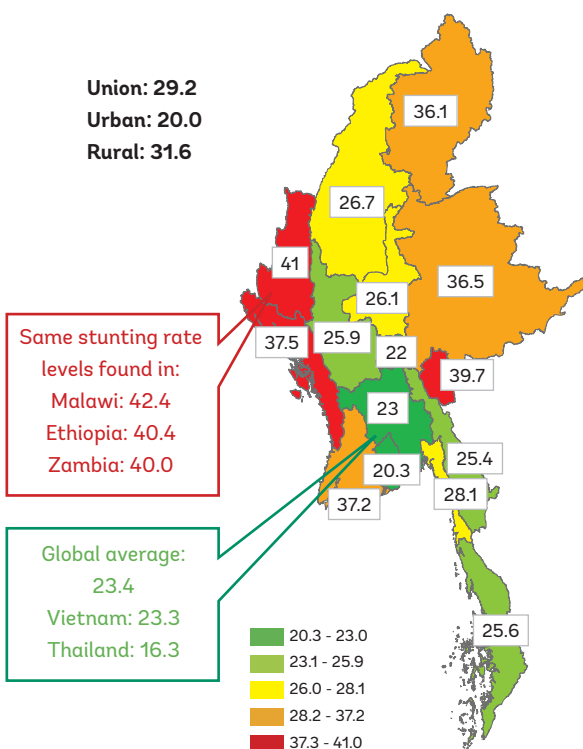 Union: 29.2
Urban: 20.0
Rural: 31.6
36.1
26.7
41
36.5
26.1
37.5
25.9
22
39.7
23
25.4
20.3
28.1
37.2
25.6
Same stunting rate
levels found in:
Malawi: 42.4
Ethiopia: 40.4
Zambia: 40.0
Global average:
23.4
Vietnam: 23.3
Thailand: 16.3
20.3 - 23.0
23.1 - 25.9
26.0 - 28.1
28.2 - 37.2
37.3 - 41.0